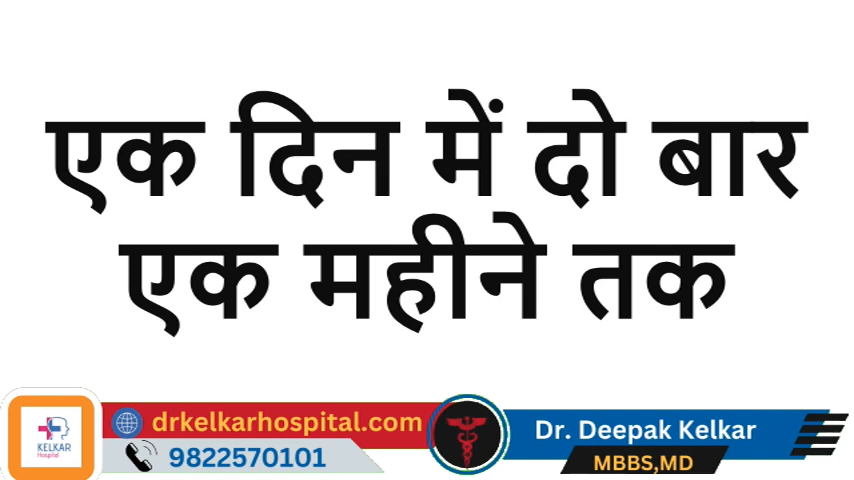 एक दिन में दो बार
एक महीने तक
KELKAR
Hospital
drkelkarhospital.com
9822570101
Dr. Deepak Kelkar
MBBS,MD